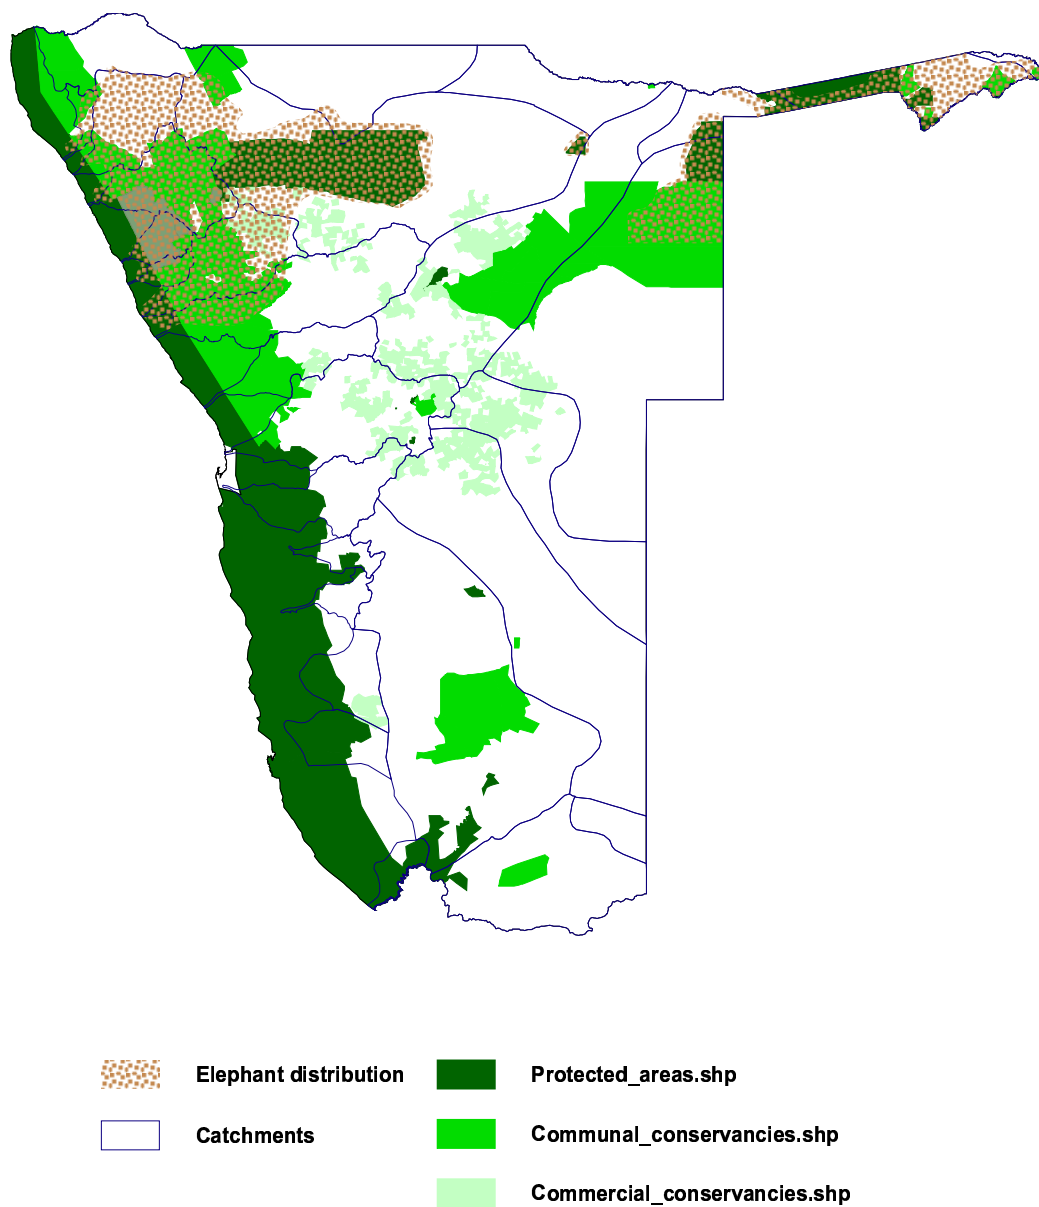 Elephant distribution
Catchments
Protected_areas.shp
Communal_conservancies.shp
Commercial_conservancies.shp